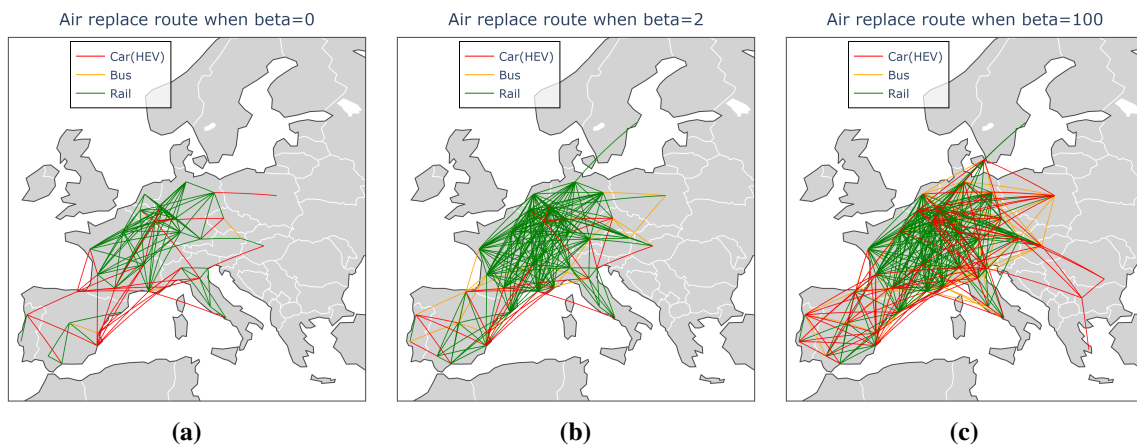 Air replace route when beta=0
Car(HEV)
Bus
Rail
(a)
Air replace route when beta=2
Car(HEV)
Bus
Rail
(b)
Air replace route when beta=100
Car(HEV)
Bus
Rail
(c)